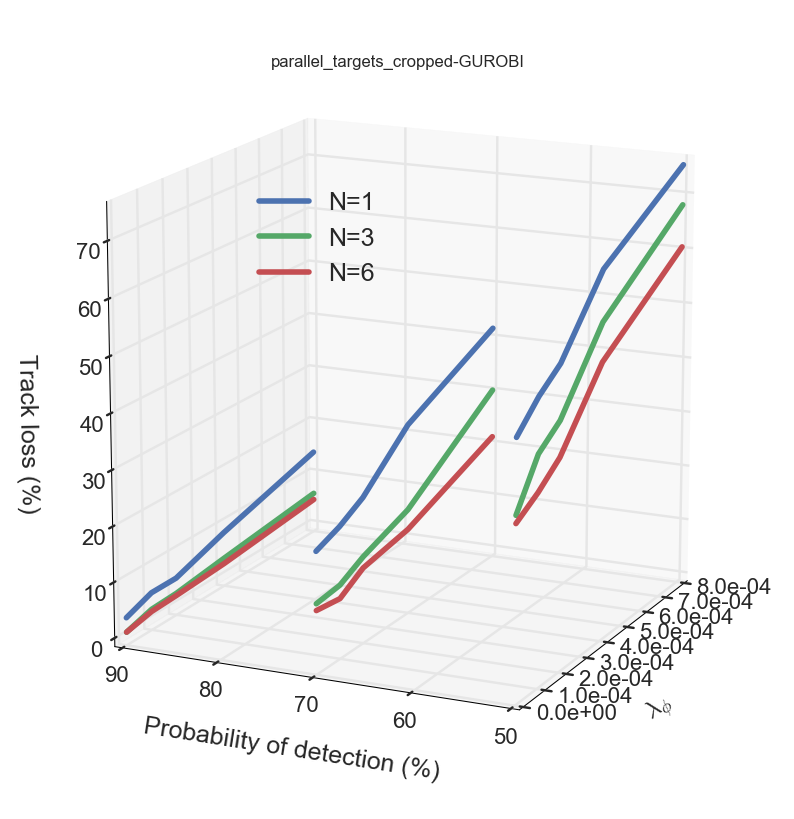 parallel_targets_cropped-GUROBI
N=1
N=3
N=6
70
60
50
40
30
20
10
0
Track loss (%)
90
80
70
60
50
Probability of detection (%)
8.0e-04
7.0e-04
6.0e-04
5.0e-04
4.0e-04
3.0e-04
2.0e-04
1.0e-04
0.0e+00
λϕ